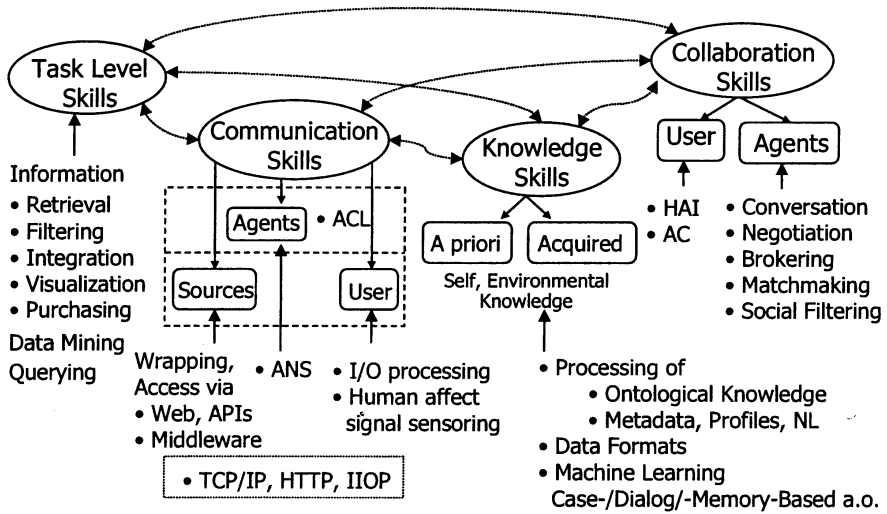 Task Level
Skills
Collaboration
Skills
Communication
Skills
Knowledge
Skills
User
Agents
Information
• Retrieval
• Filtering
• Integration
• Visualization
• Purchasing
Data Mining
Querying
Agents
• ACL
Sources
User
A priori
Acquired
Self, Environmental
Knowledge
• HAI
• AC
• Conversation
• Negotiation
• Brokering
• Matchmaking
• Social Filtering
Wrapping,
Access via
• Web, APIs
• Middleware
• ANS
• I/O processing
• Human affect
signal sensoring
• TCP/IP, HTTP, IIOP
• Processing of
• Ontological Knowledge
• Metadata, Profiles, NL
• Data Formats
• Machine Learning
Case-/Dialog/-Memory-Based a.o.